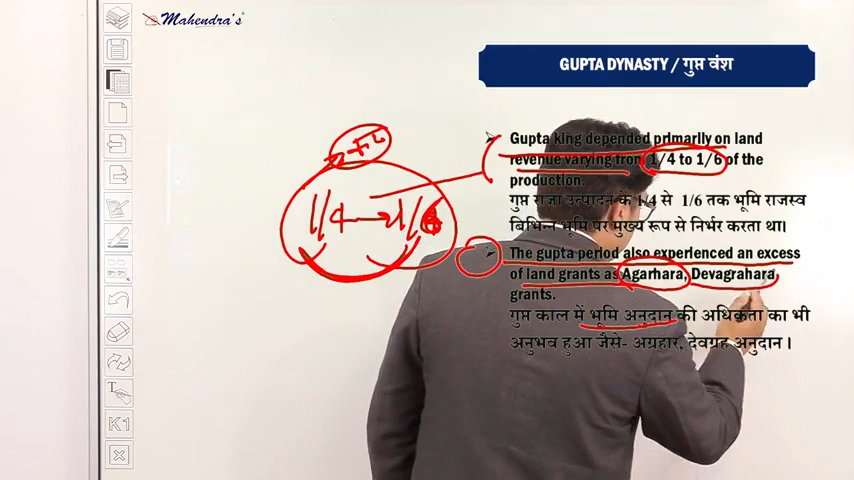 Mahendra's
GUPTA DYNASTY / गुप्त वंश
Gupta king depended primarily on land
revenue varying from 1/4 to 1/6 of the
production.
गुप्त राजा उत्पादन के 1/4 से 1/6 तक भूमि राजस्व
बिभिन्न भूमि पर मुख्य रूप से निर्भर करता था।
The gupta period also experienced an excess
of land grants as Agarhara, Devagrahara
grants.
गुप्त काल में भूमि अनुदान की अधिकता का भी
अनुभव हुआ जैसे- अग्रहार, देवग्रह अनुदान ।
1/4
K1